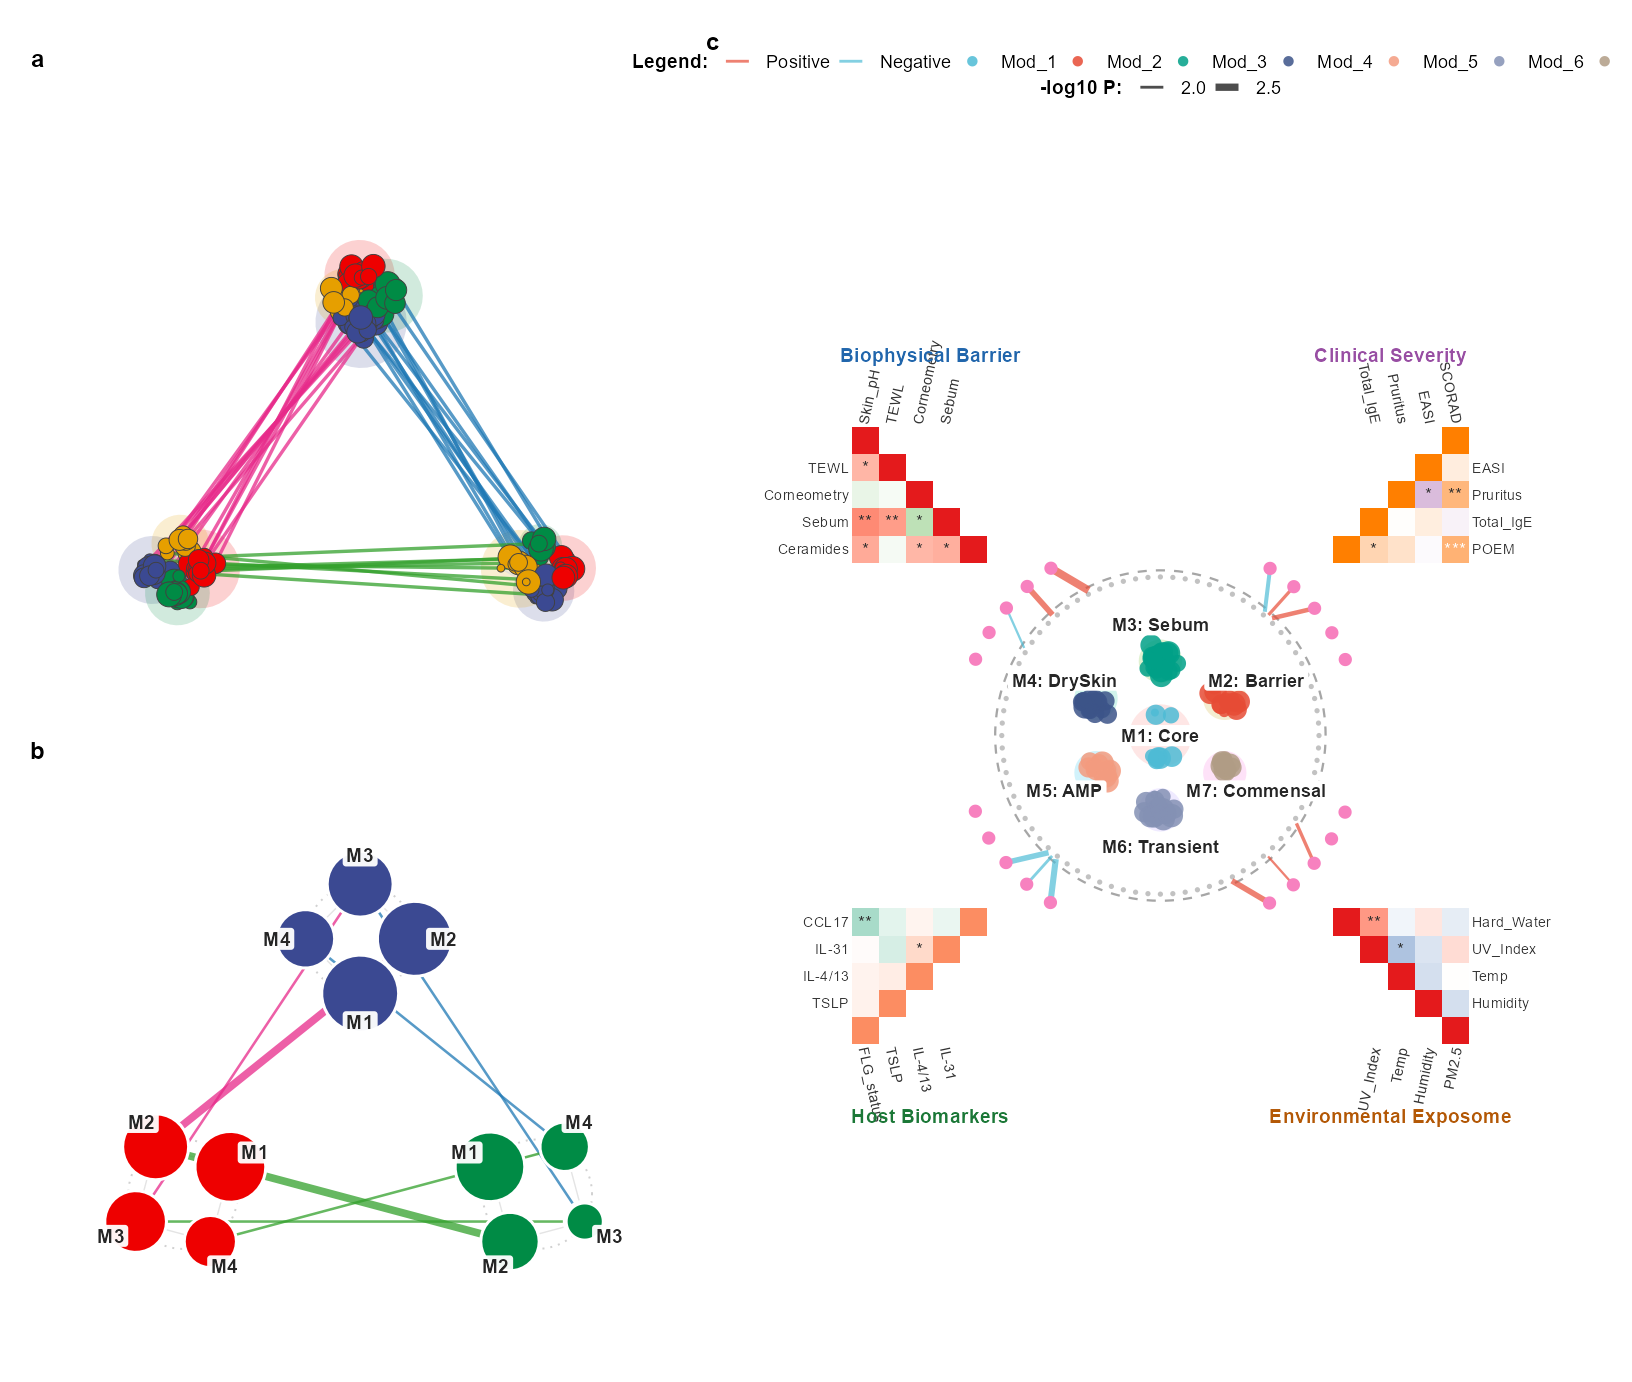 a
c
Legend: Positive Negative Mod_1 Mod_2 Mod_3 Mod_4 Mod_5 Mod_6
-log10 P: 2.0 2.5
Biophysical Barrier
Skin_pH TEWL Corneometry Sebum
TEWL *
Corneometry
Sebum ** ** *
Ceramides * * *
Clinical Severity
Total_IgE Pruritus EASI SCORAD
EASI
* ** Pruritus
Total_IgE
* *** POEM
M3: Sebum
M4: DrySkin M2: Barrier
M1: Core
M5: AMP M7: Commensal
M6: Transient
b
M3
M4 M2
M1
M2 M1
M3 M4
M1 M4
M2 M3
CCL17 **
IL-31 *
IL-4/13
TSLP
FLG_status TSLP IL-4/13 IL-31
Host Biomarkers
** Hard_Water
* UV_Index
Temp
Humidity
UV_Index Temp Humidity PM2.5
Environmental Exposome